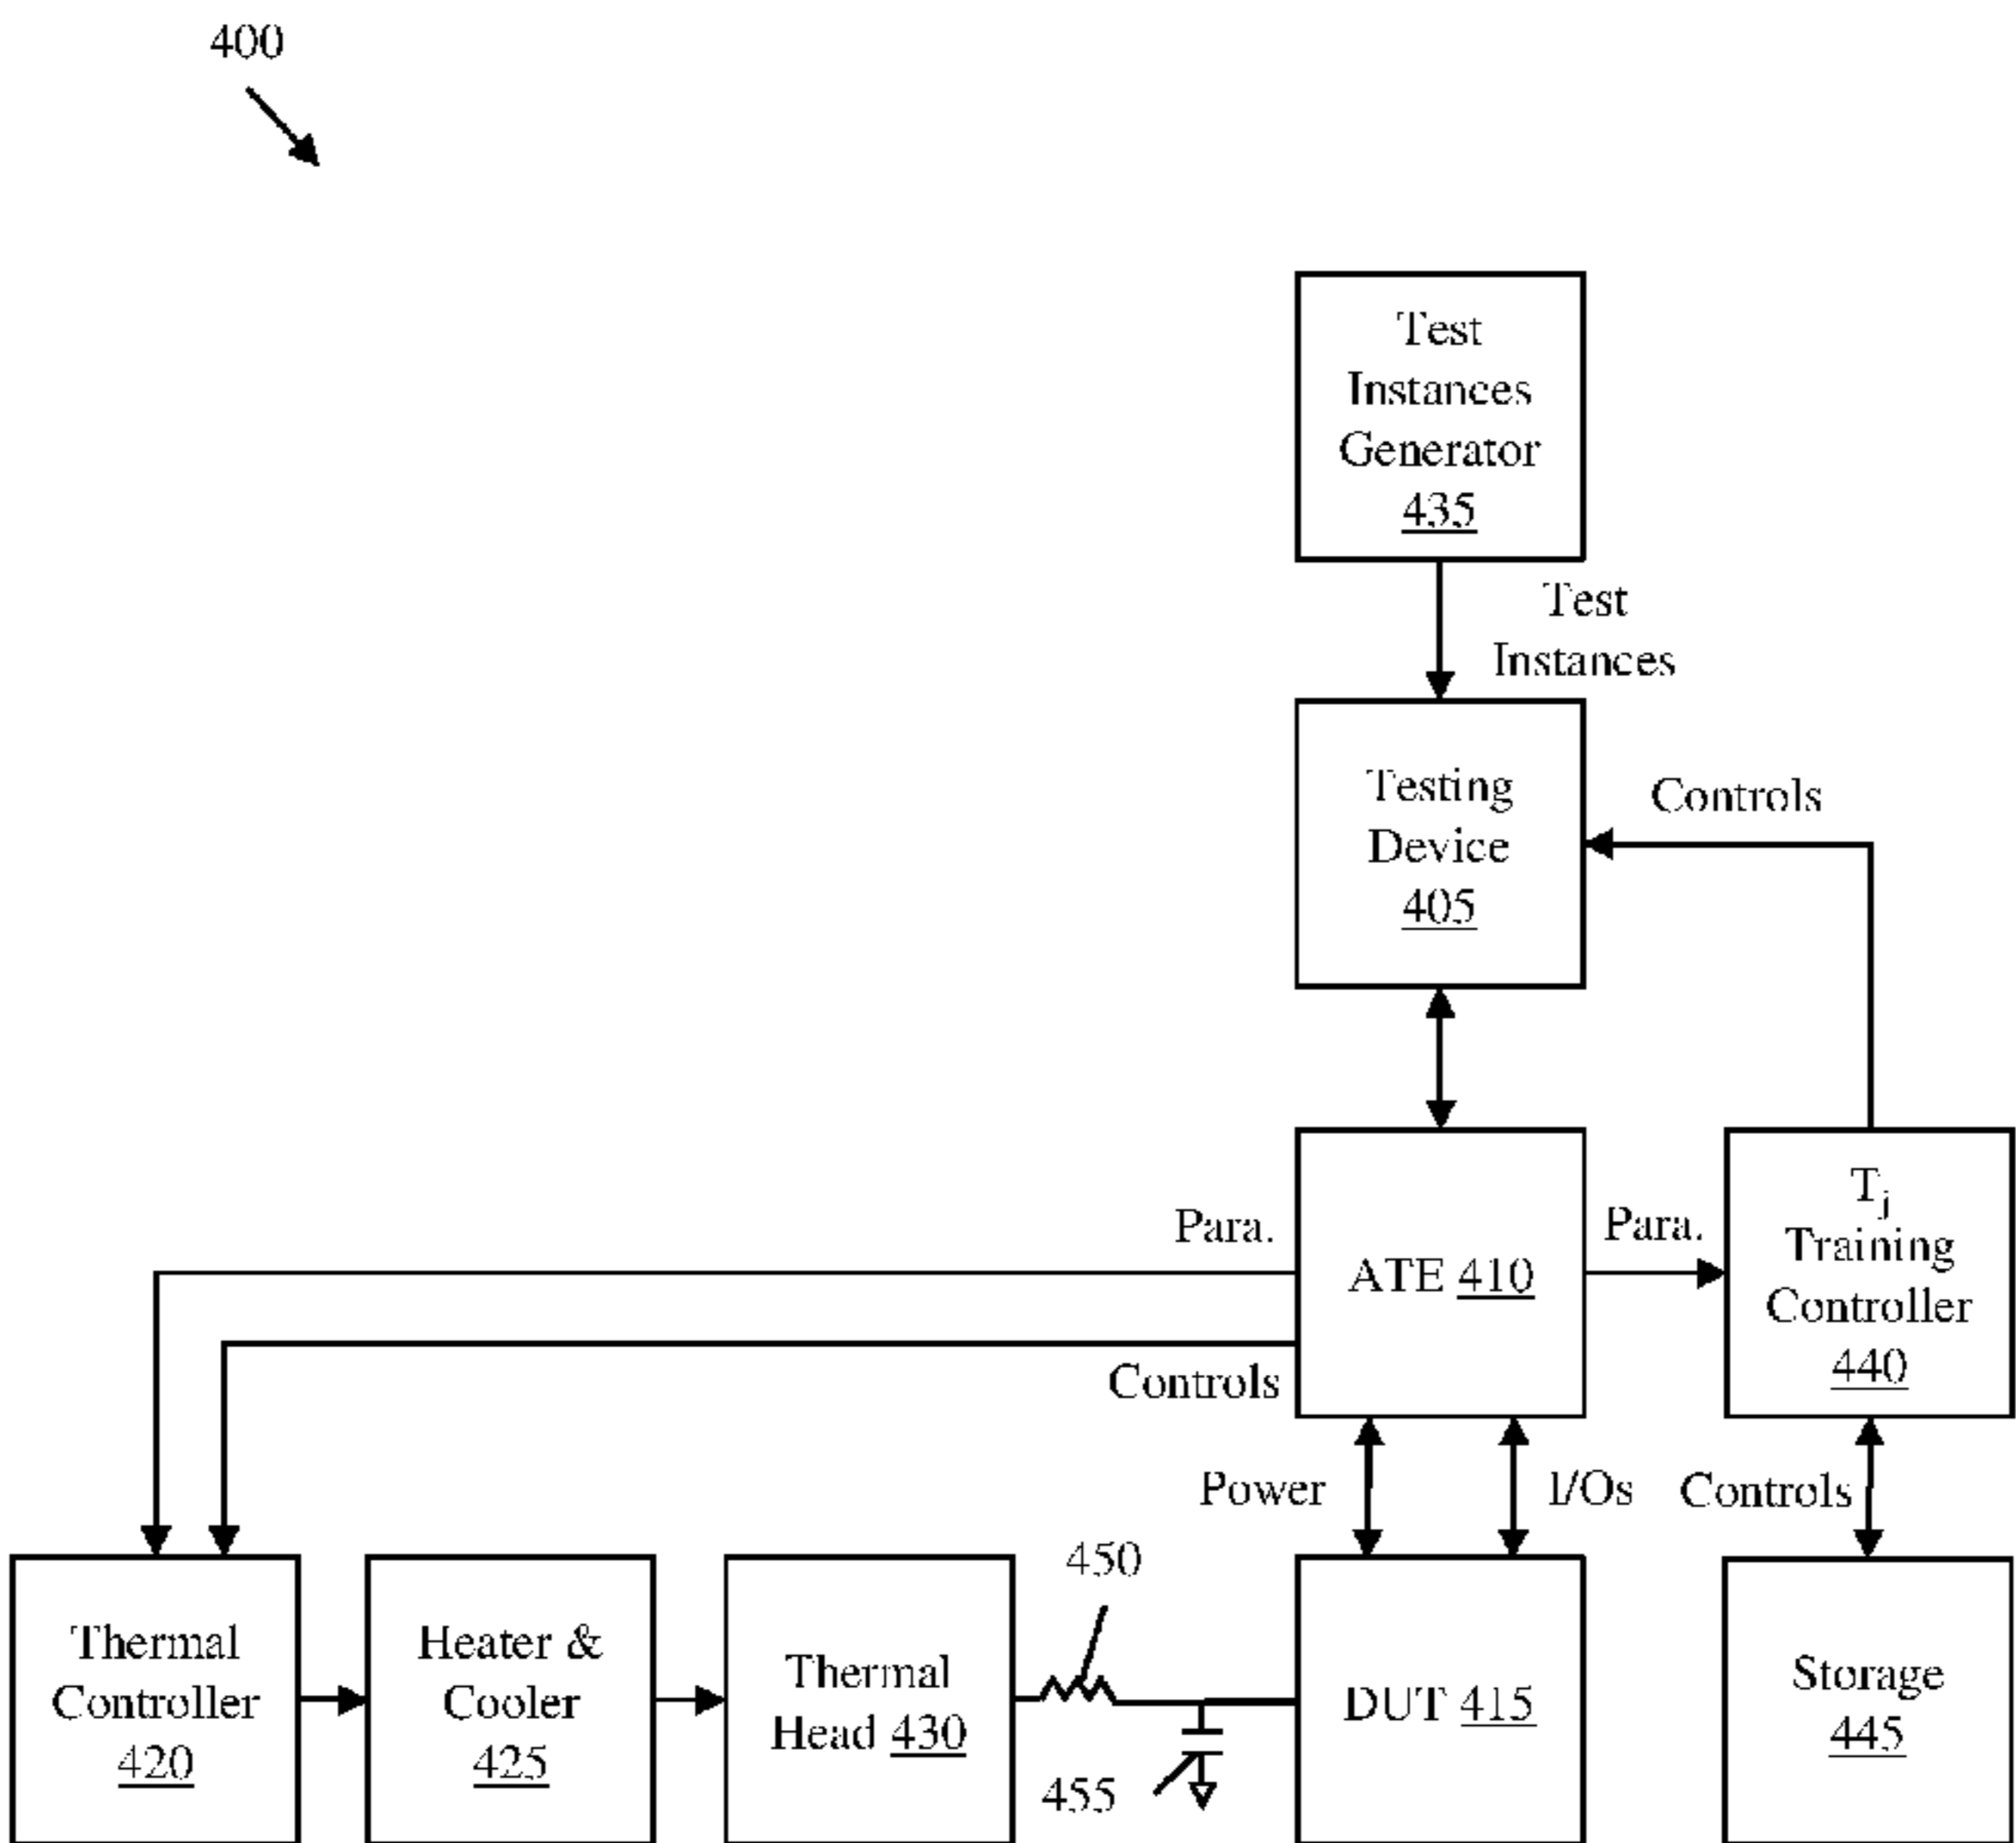 400
Test
Instances
Generator
435
Test
Instances
Testing
Device
405
Controls
Para.
ATE 410
Para.
Tj
Training
Controller
440
Controls
Power
I/Os
Controls
450
Thermal
Controller
420
Heater &
Cooler
425
Thermal
Head 430
455
DUT 415
Storage
445